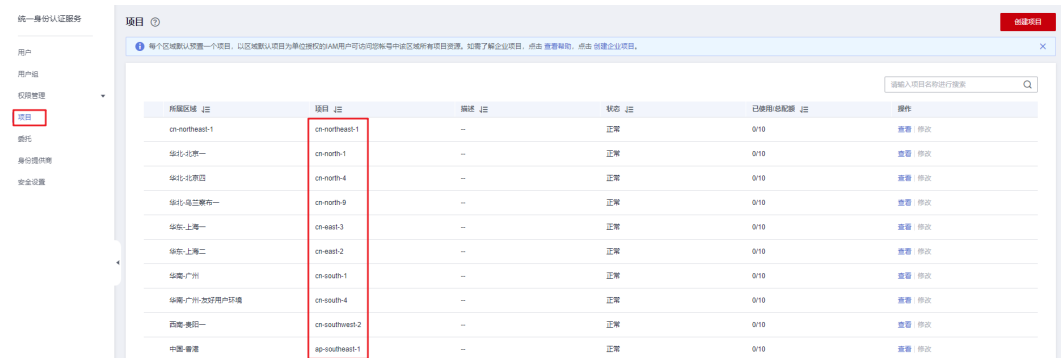 统一身份认证服务
用户
用户组
权限管理
项目
委托
身份提供商
安全设置
项目
创建项目
每个区域默认预置一个项目，以区域默认项目为单位授权的IAM用户可访问您帐号中该区域所有项目资源。如需了解企业项目，点击 查看帮助，点击 创建企业项目。
请输入项目名称进行搜索
所属区域 项目 描述 状态 已使用/总配额 操作
cn-northeast-1 cn-northeast-1 -- 正常 0/10 查看 | 修改
华北-北京一 cn-north-1 -- 正常 0/10 查看 | 修改
华北-北京四 cn-north-4 -- 正常 0/10 查看 | 修改
华北-乌兰察布一 cn-north-9 -- 正常 0/10 查看 | 修改
华东-上海一 cn-east-3 -- 正常 0/10 查看 | 修改
华东-上海二 cn-east-2 -- 正常 0/10 查看 | 修改
华南-广州 cn-south-1 -- 正常 0/10 查看 | 修改
华南-广州-友好用户环境 cn-south-4 -- 正常 0/10 查看 | 修改
西南-贵阳一 cn-southwest-2 -- 正常 0/10 查看 | 修改
中国-香港 ap-southeast-1 -- 正常 0/10 查看 | 修改